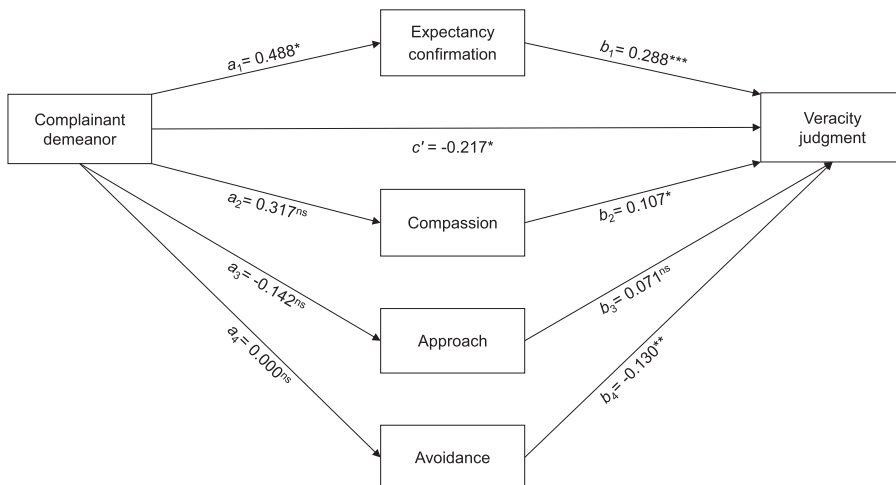 Expectancy
confirmation
a₁= 0.488*
b₁= 0.288***
Complainant
demeanor
Veracity
judgment
c' = -0.217*
a₂= 0.317ⁿˢ
Compassion
b₂= 0.107*
a₃= -0.142ⁿˢ
b₃= 0.071ⁿˢ
Approach
a₄= 0.000ⁿˢ
b₄= -0.130**
Avoidance